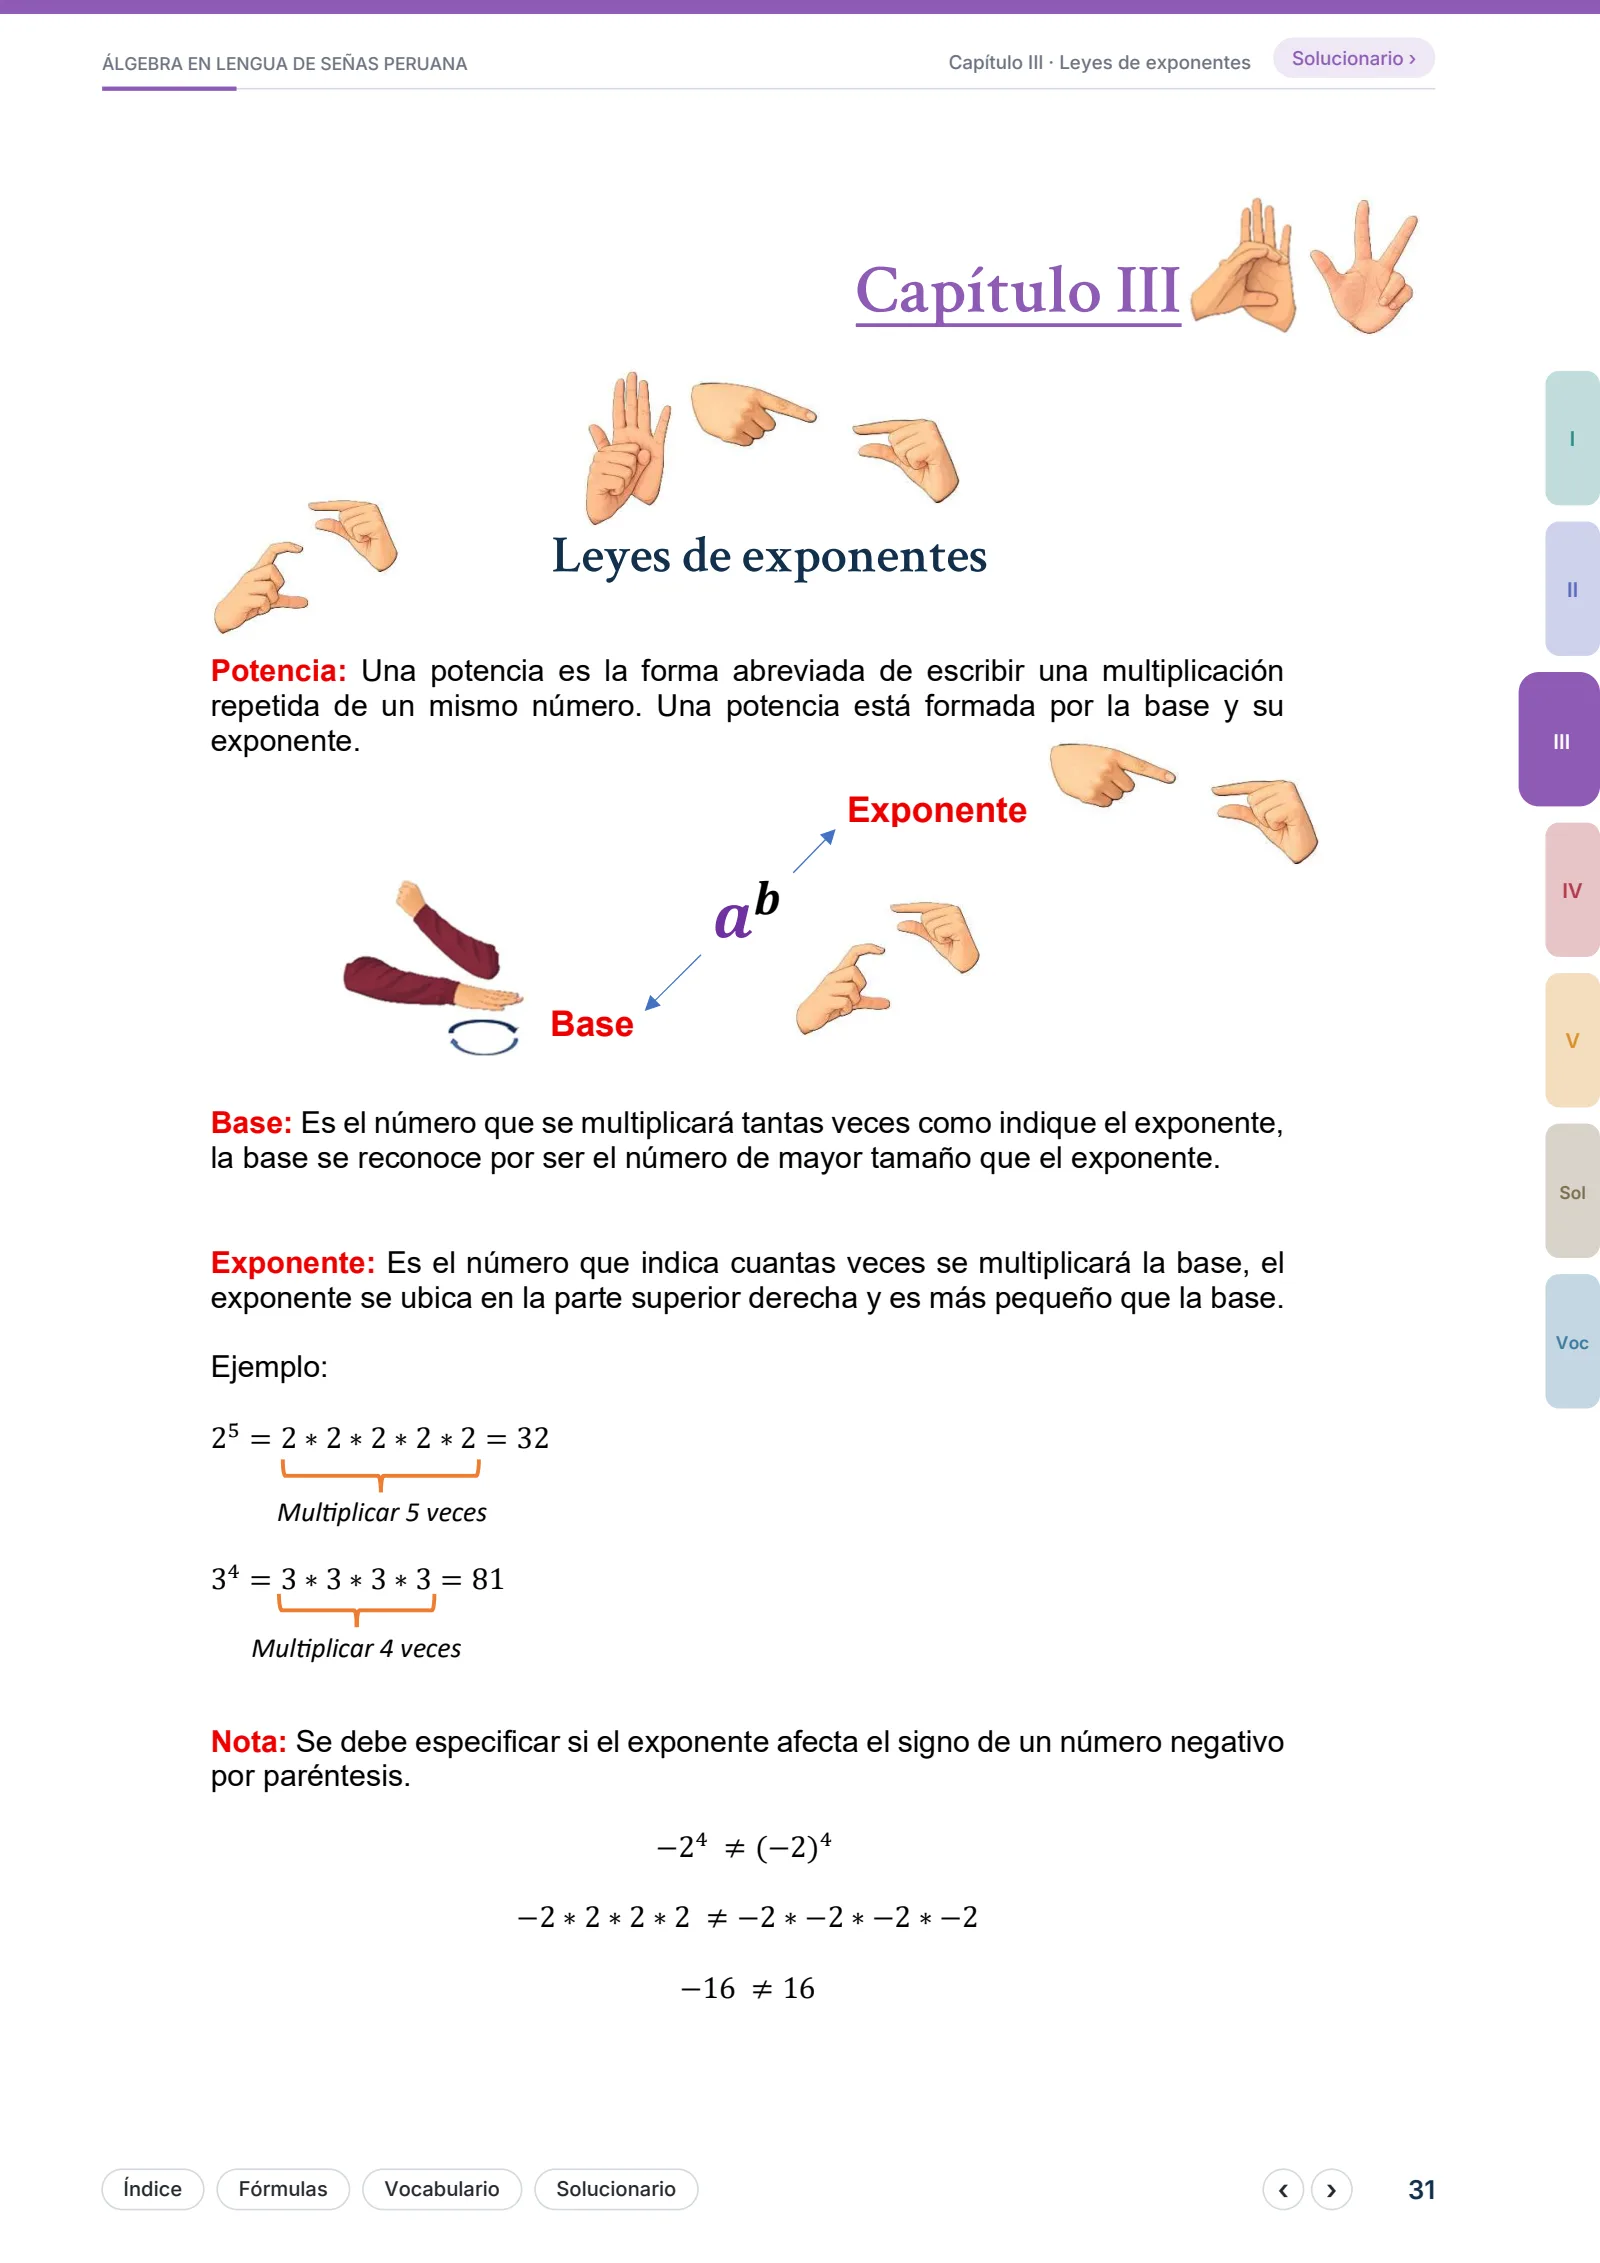 ÁLGEBRA EN LENGUA DE SEÑAS PERUANA
Capítulo III · Leyes de exponentes
Solucionario ›
Capítulo III
Leyes de exponentes
Potencia: Una potencia es la forma abreviada de escribir una multiplicación
repetida de un mismo número. Una potencia está formada por la base y su
exponente.
Exponente
a^b
Base
Base: Es el número que se multiplicará tantas veces como indique el exponente,
la base se reconoce por ser el número de mayor tamaño que el exponente.
Exponente: Es el número que indica cuantas veces se multiplicará la base, el
exponente se ubica en la parte superior derecha y es más pequeño que la base.
Ejemplo:
2⁵ = 2 ∗ 2 ∗ 2 ∗ 2 ∗ 2 = 32
Multiplicar 5 veces
3⁴ = 3 ∗ 3 ∗ 3 ∗ 3 = 81
Multiplicar 4 veces
Nota: Se debe especificar si el exponente afecta el signo de un número negativo
por paréntesis.
−2⁴ ≠ (−2)⁴
−2 ∗ 2 ∗ 2 ∗ 2 ≠ −2 ∗ −2 ∗ −2 ∗ −2
−16 ≠ 16
I
II
III
IV
V
Sol
Voc
Índice
Fórmulas
Vocabulario
Solucionario
‹
›
31